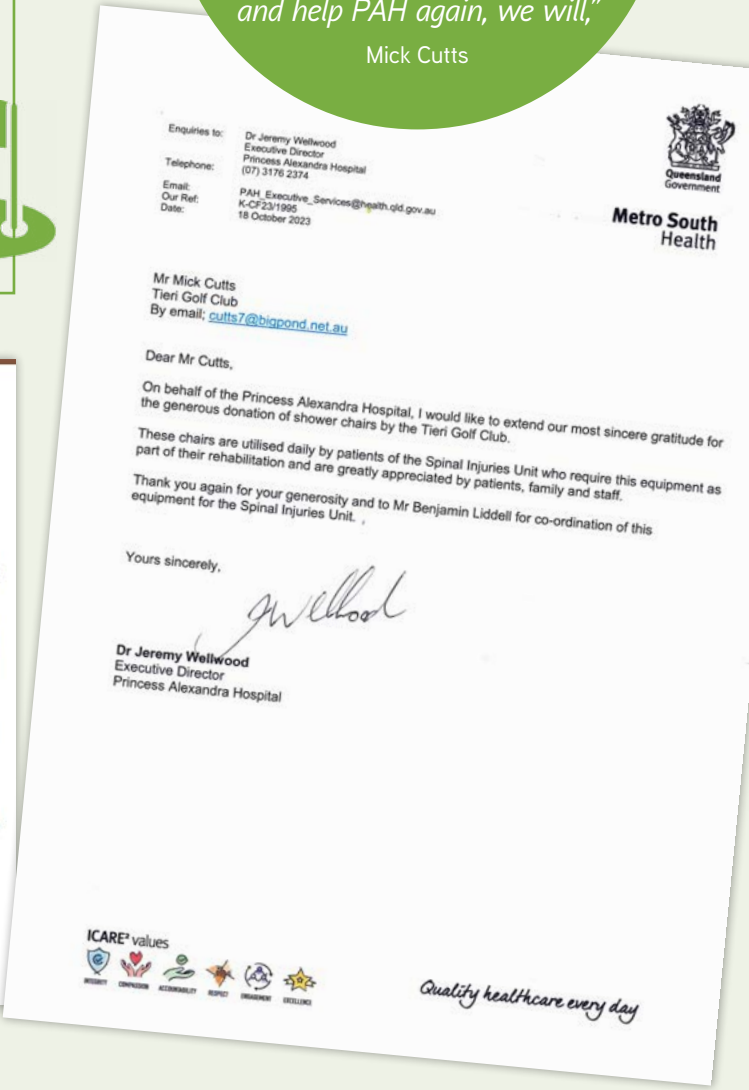 and help PAH again, we will,”
Mick Cutts
Enquiries to: Dr Jeremy Wellwood
Executive Director
Princess Alexandra Hospital
Telephone: (07) 3176 2374
Email: PAH_Executive_Services@health.qld.gov.au
Our Ref: K-CF23/1995
Date: 18 October 2023
Queensland
Government
Metro South
Health
Mr Mick Cutts
Tieri Golf Club
By email; cutts7@bigpond.net.au
Dear Mr Cutts,
On behalf of the Princess Alexandra Hospital, I would like to extend our most sincere gratitude for
the generous donation of shower chairs by the Tieri Golf Club.
These chairs are utilised daily by patients of the Spinal Injuries Unit who require this equipment as
part of their rehabilitation and are greatly appreciated by patients, family and staff.
Thank you again for your generosity and to Mr Benjamin Liddell for co-ordination of this
equipment for the Spinal Injuries Unit.
Yours sincerely,
JWellwood
Dr Jeremy Wellwood
Executive Director
Princess Alexandra Hospital
ICARE² values
INTEGRITY COMPASSION ACCOUNTABILITY RESPECT ENGAGEMENT EXCELLENCE
Quality healthcare every day